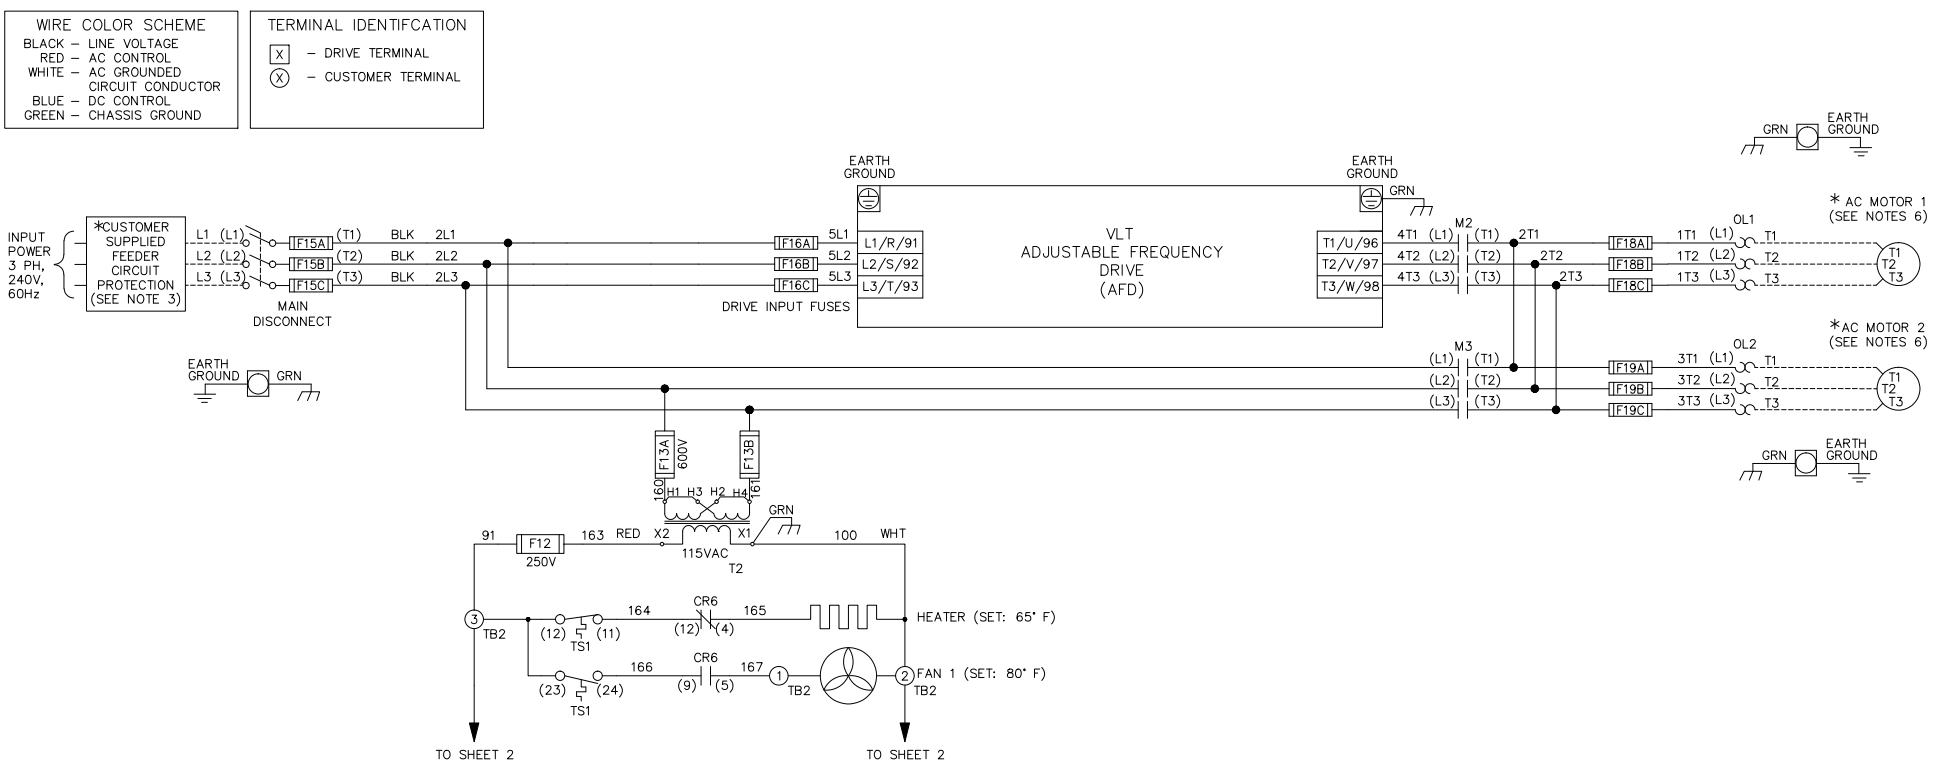 WIRE COLOR SCHEME
BLACK – LINE VOLTAGE
RED – AC CONTROL
WHITE – AC GROUNDED
CIRCUIT CONDUCTOR
BLUE – DC CONTROL
GREEN – CHASSIS GROUND
TERMINAL IDENTIFCATION
X – DRIVE TERMINAL
X – CUSTOMER TERMINAL
INPUT
POWER
3 PH,
240V,
60Hz
*CUSTOMER
SUPPLIED
FEEDER
CIRCUIT
PROTECTION
(SEE NOTE 3)
L1 (L1) F15A (T1) BLK 2L1 F16A 5L1 L1/R/91
L2 (L2) F15B (T2) BLK 2L2 F16B 5L2 L2/S/92
L3 (L3) F15C (T3) BLK 2L3 F16C 5L3 L3/T/93
MAIN
DISCONNECT
DRIVE INPUT FUSES
EARTH
GROUND
VLT
ADJUSTABLE FREQUENCY
DRIVE
(AFD)
EARTH
GROUND
GRN
M2
T1/U/96 4T1 (L1) (T1) 2T1 F18A 1T1 (L1) T1
T2/V/97 4T2 (L2) (T2) 2T2 F18B 1T2 (L2) T2
T3/W/98 4T3 (L3) (T3) 2T3 F18C 1T3 (L3) T3
OL1
GRN
EARTH
GROUND
* AC MOTOR 1
(SEE NOTES 6)
T1
T2
T3
EARTH
GROUND
GRN
M3
(L1) (T1) F19A 3T1 (L1) T1
(L2) (T2) F19B 3T2 (L2) T2
(L3) (T3) F19C 3T3 (L3) T3
OL2
*AC MOTOR 2
(SEE NOTES 6)
T1
T2
T3
GRN
EARTH
GROUND
F13A
600V
F13B
160
161
H1 H3 H2 H4
GRN
91 F12 163 RED X2 X1 100 WHT
250V
115VAC
T2
3
TB2
(12) (11)
TS1
164
CR6
(12) (4)
165
HEATER (SET: 65° F)
(23) (24)
TS1
166
CR6
(9) (5)
167
1
TB2
2
TB2
FAN 1 (SET: 80° F)
TO SHEET 2
TO SHEET 2